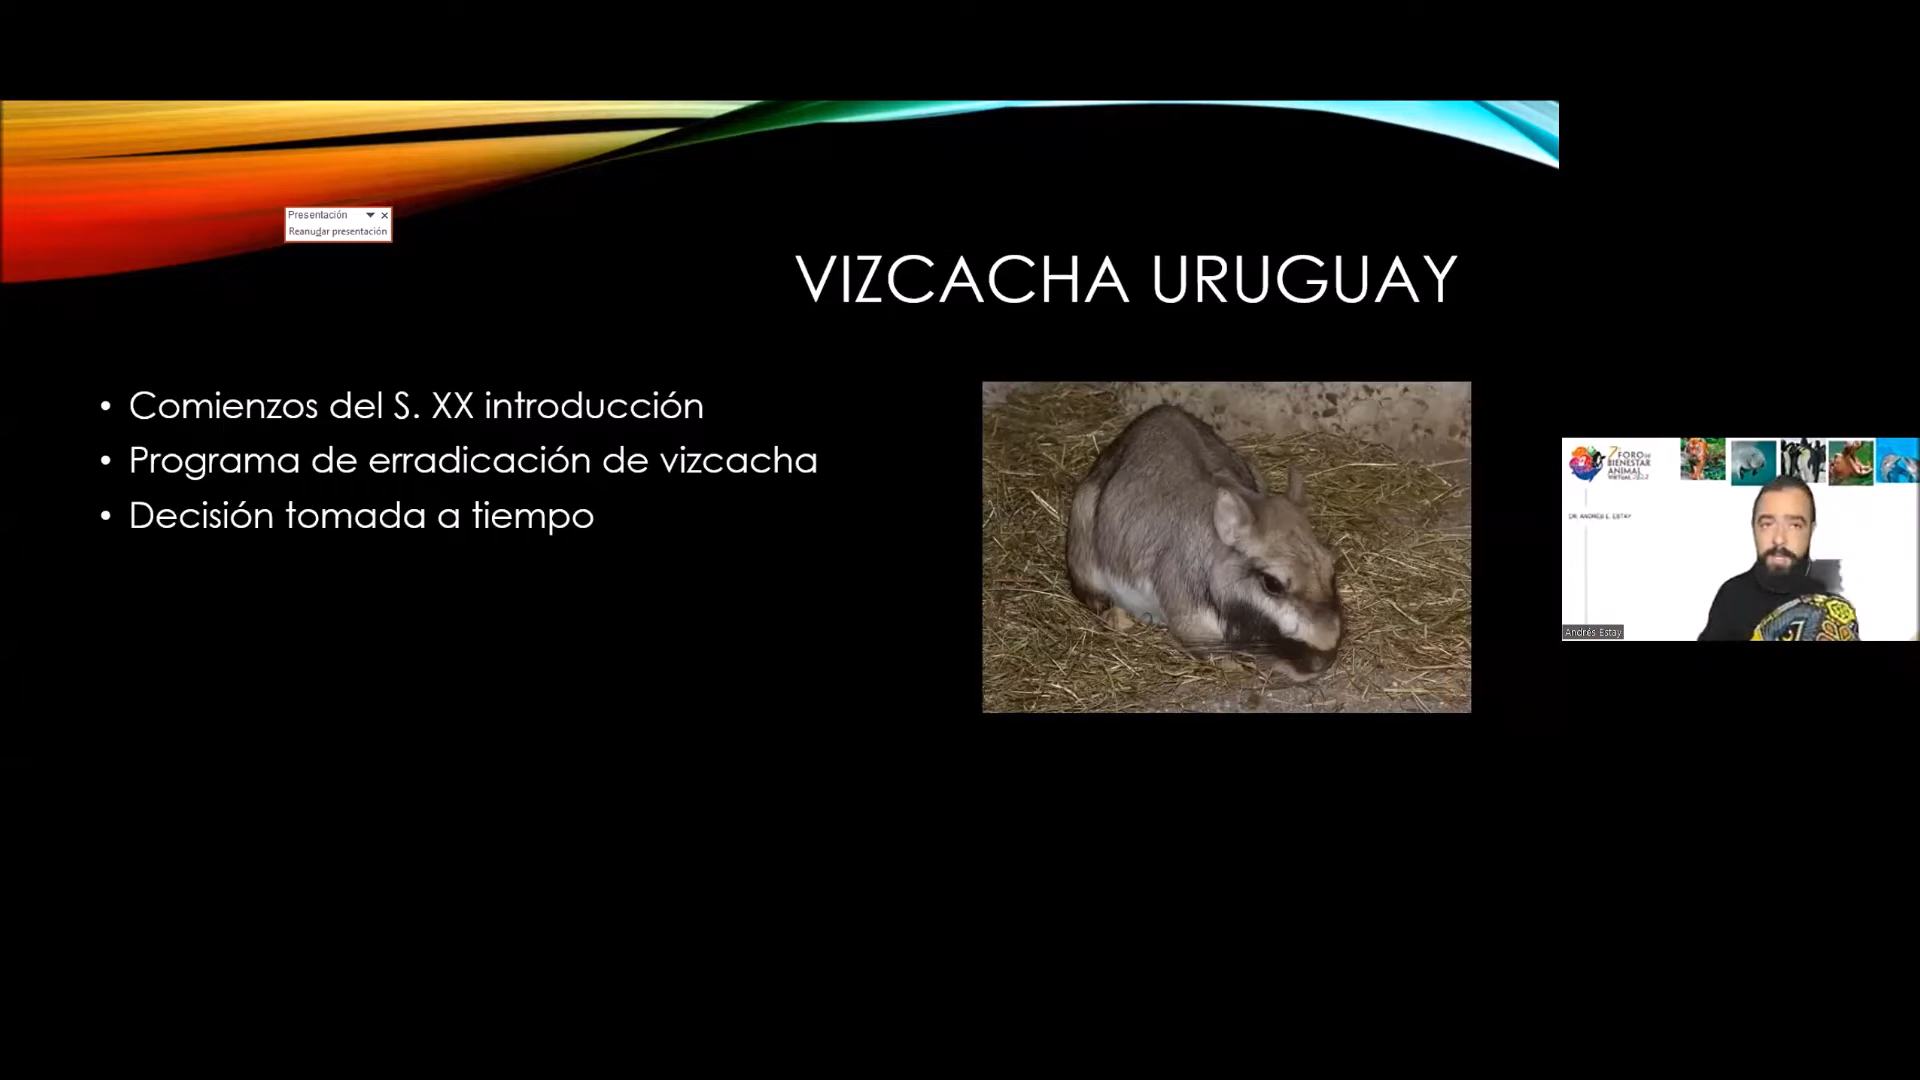 Presentación
Reanudar presentación
VIZCACHA URUGUAY
• Comienzos del S. XX introducción
• Programa de erradicación de vizcacha
• Decisión tomada a tiempo
7 FORO DE
BIENESTAR
ANIMAL
VIRTUAL 2022
DR. ANDRÉS E. ESTAY
Andrés Estay